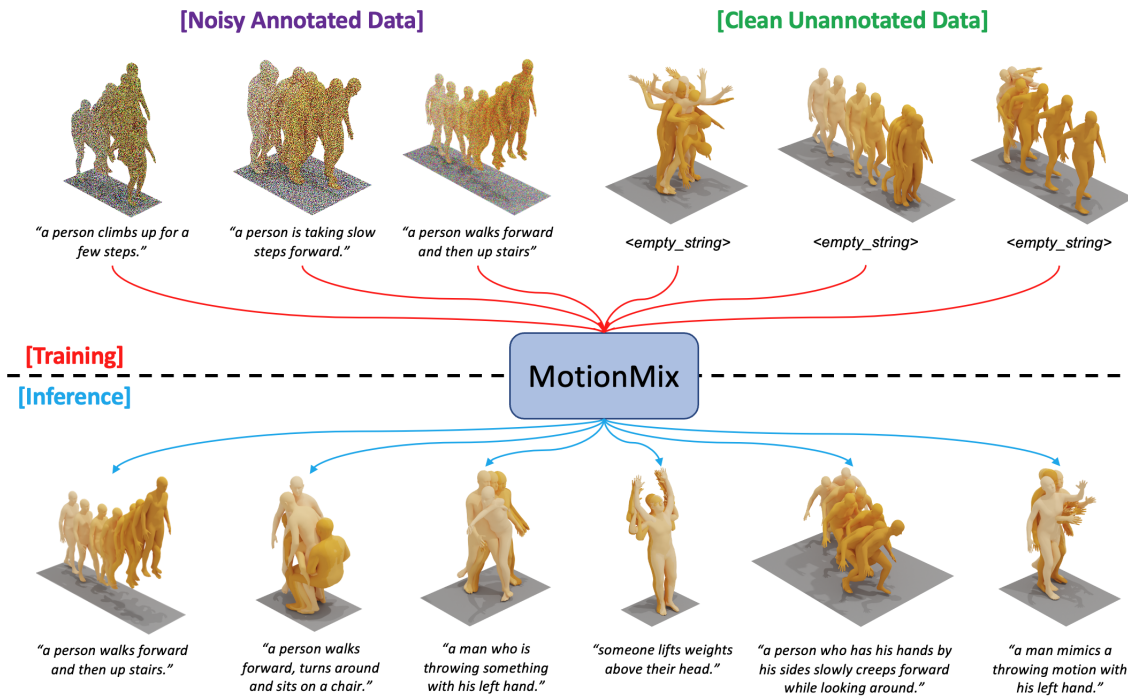 [Noisy Annotated Data]
[Clean Unannotated Data]
“a person climbs up for a
few steps.”
“a person is taking slow
steps forward.”
“a person walks forward
and then up stairs”
<empty_string>
<empty_string>
<empty_string>
[Training]
MotionMix
[Inference]
“a person walks forward
and then up stairs.”
“a person walks
forward, turns around
and sits on a chair.”
“a man who is
throwing something
with his left hand.”
“someone lifts weights
above their head.”
“a person who has his hands by
his sides slowly creeps forward
while looking around.”
“a man mimics a
throwing motion with
his left hand.”